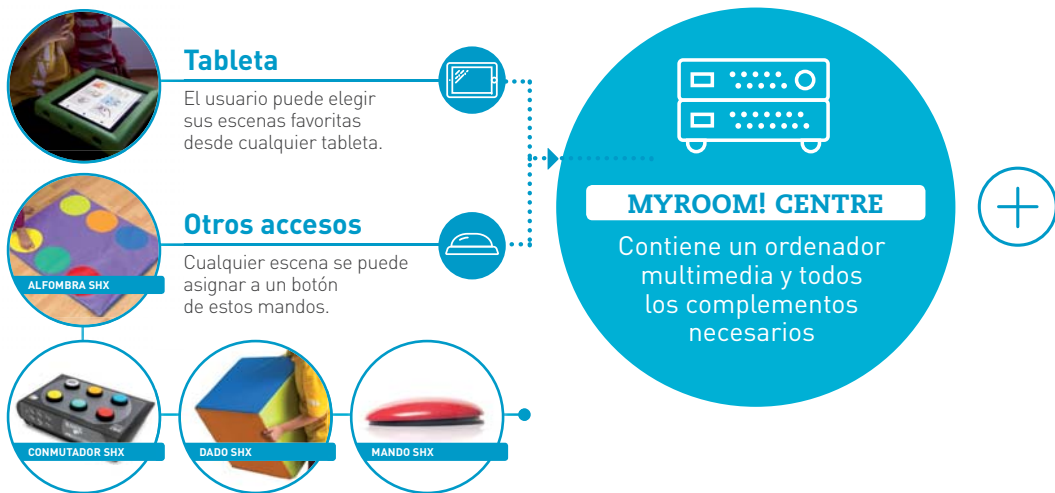 Tableta
El usuario puede elegir
sus escenas favoritas
desde cualquier tableta.
Otros accesos
Cualquier escena se puede
asignar a un botón
de estos mandos.
ALFOMBRA SHX
CONMUTADOR SHX
DADO SHX
MANDO SHX
MYROOM! CENTRE
Contiene un ordenador
multimedia y todos
los complementos
necesarios